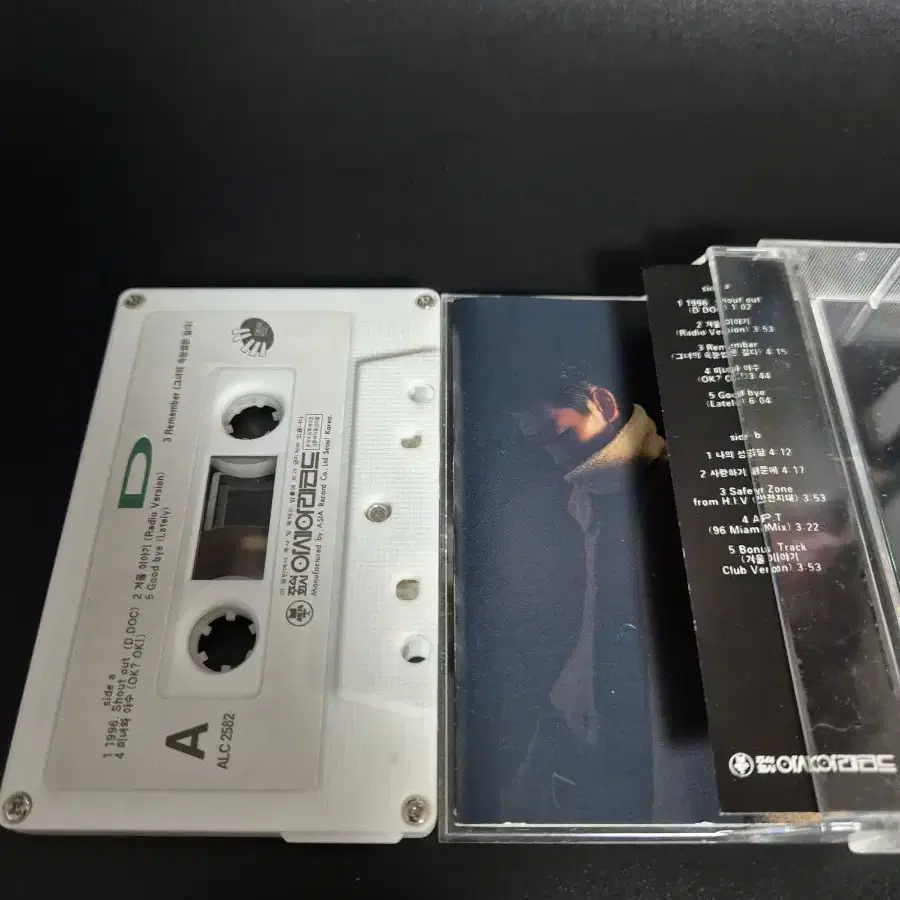 D
side a
1 1996. Shout out (D.DOC) 2 겨울 이야기 (Radio Version) 3 Remember (그녀의 속눈썹은 길다)
4 미녀와 야수 (OK? OK!) 5 Good bye (Lately)
A
ALC 2582
주식회사 아세아레코드
Manufactured by ASIA Record Co., Ltd Seoul Korea.
side
1 1996. Shout out
(D.DOC) 1:02
2 겨울 이야기
(Radio Version) 3:53
3 Remember
(그녀의 속눈썹은 길다) 4:15
4 미녀와 야수
(OK? OK!) 3:44
5 Good bye
(Lately) 6:04
side b
1 나의 성공담 4:12
2 사랑하기 때문에 4:17
3 Safety Zone
from H.I.V (안전지대) 3:53
4 A.P.T
(96 Miami Mix) 3:22
5 Bonus Track
(겨울 이야기
Club Version) 3:53
주식회사 아세아레코드